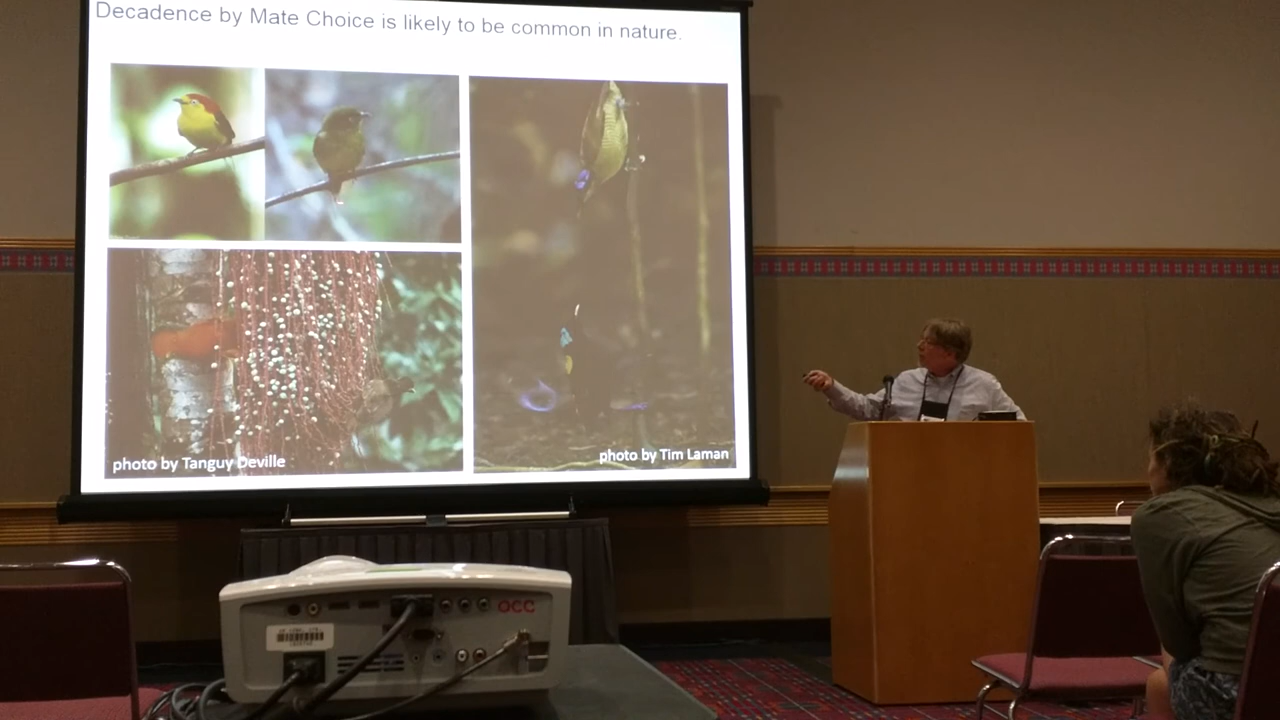 Decadence by Mate Choice is likely to be common in nature.
photo by Tanguy Deville
photo by Tim Laman
OCC